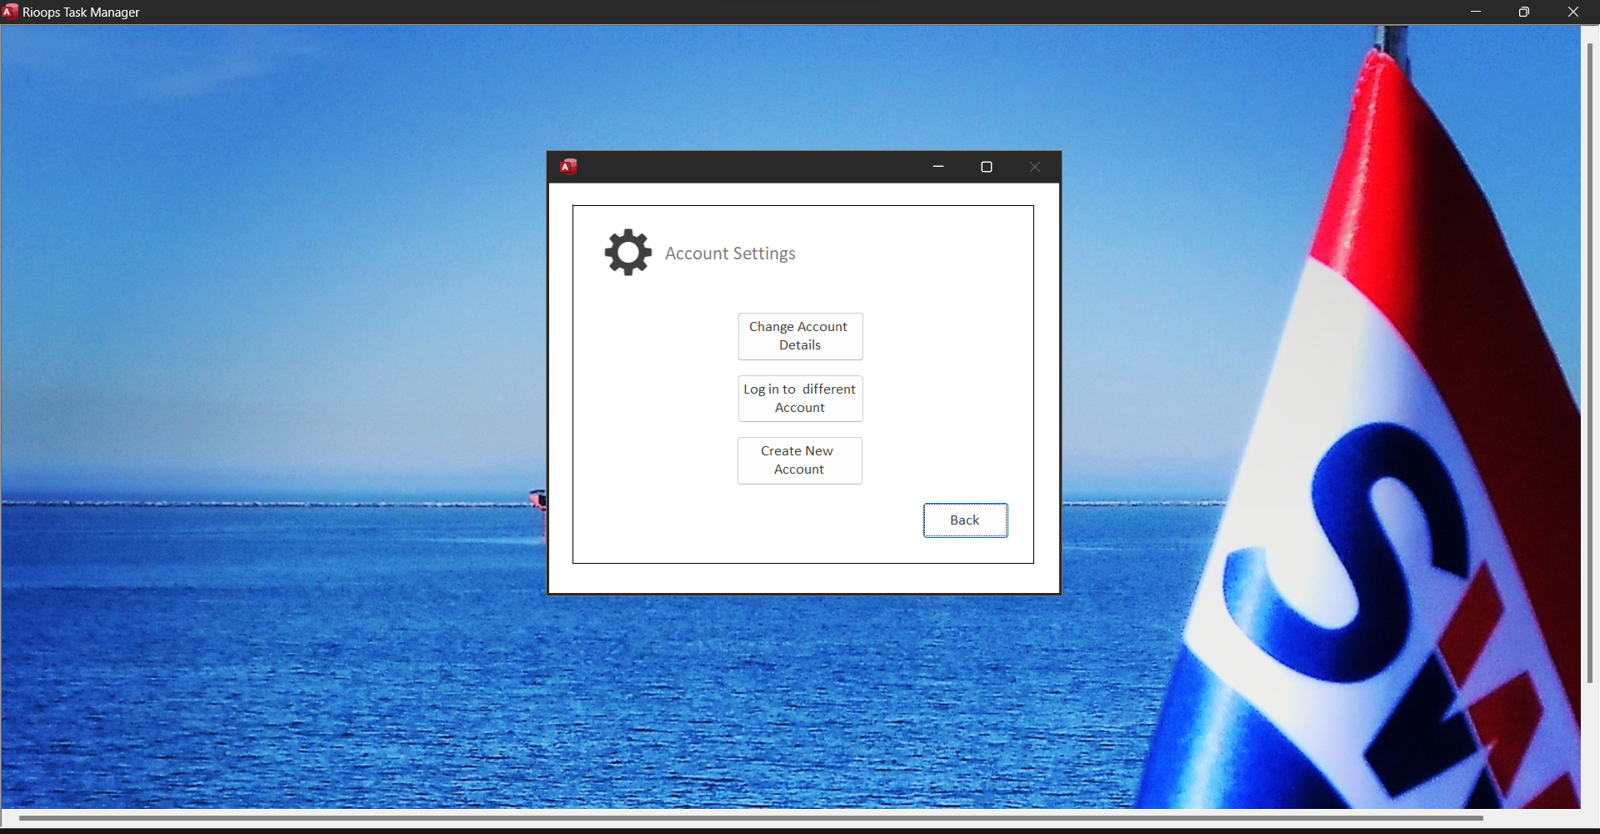 Rioops Task Manager
Account Settings
Change Account
Details
Log in to different
Account
Create New
Account
Back